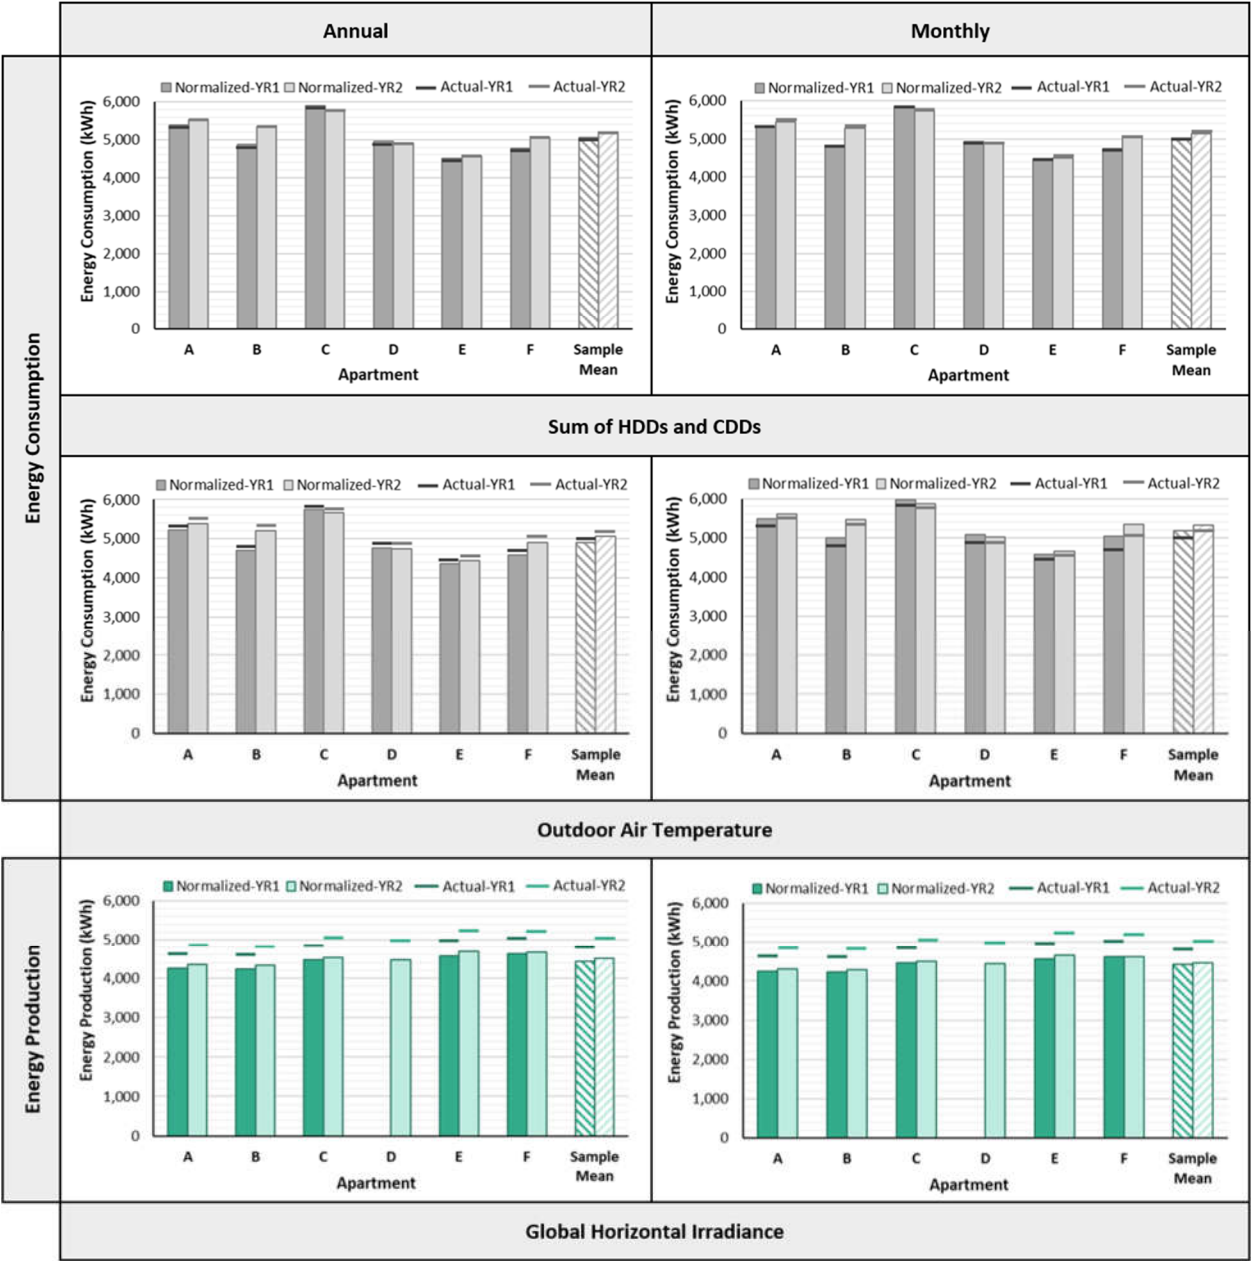 Annual
Monthly
Energy Consumption
Normalized-YR1 Normalized-YR2 Actual-YR1 Actual-YR2
Energy Consumption (kWh)
6,000
5,000
4,000
3,000
2,000
1,000
0
A B C D E F Sample
Mean
Apartment
Normalized-YR1 Normalized-YR2 Actual-YR1 Actual-YR2
Energy Consumption (kWh)
6,000
5,000
4,000
3,000
2,000
1,000
0
A B C D E F Sample
Mean
Apartment
Sum of HDDs and CDDs
Normalized-YR1 Normalized-YR2 Actual-YR1 Actual-YR2
Energy Consumption (kWh)
6,000
5,000
4,000
3,000
2,000
1,000
0
A B C D E F Sample
Mean
Apartment
Normalized-YR1 Normalized-YR2 Actual-YR1 Actual-YR2
Energy Consumption (kWh)
6,000
5,000
4,000
3,000
2,000
1,000
0
A B C D E F Sample
Mean
Apartment
Outdoor Air Temperature
Energy Production
Normalized-YR1 Normalized-YR2 Actual-YR1 Actual-YR2
Energy Production (kWh)
6,000
5,000
4,000
3,000
2,000
1,000
0
A B C D E F Sample
Mean
Apartment
Normalized-YR1 Normalized-YR2 Actual-YR1 Actual-YR2
Energy Production (kWh)
6,000
5,000
4,000
3,000
2,000
1,000
0
A B C D E F Sample
Mean
Apartment
Global Horizontal Irradiance